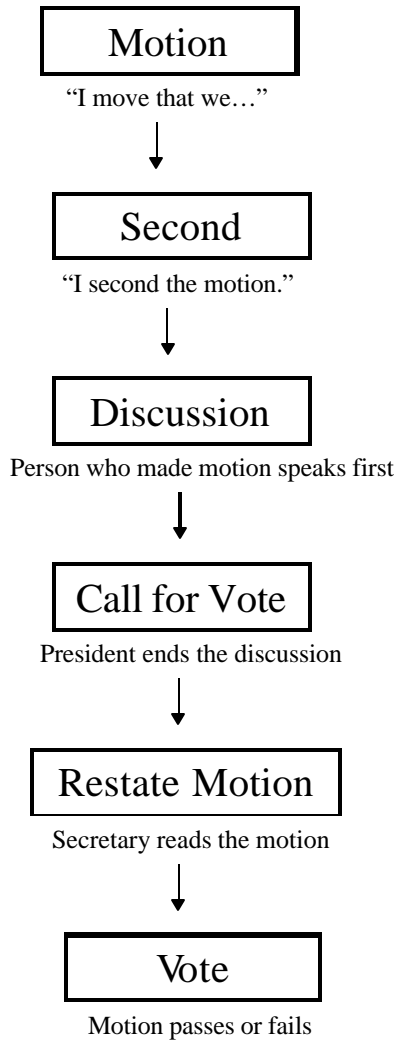 Motion
“I move that we…”
Second
“I second the motion.”
Discussion
Person who made motion speaks first
Call for Vote
President ends the discussion
Restate Motion
Secretary reads the motion
Vote
Motion passes or fails